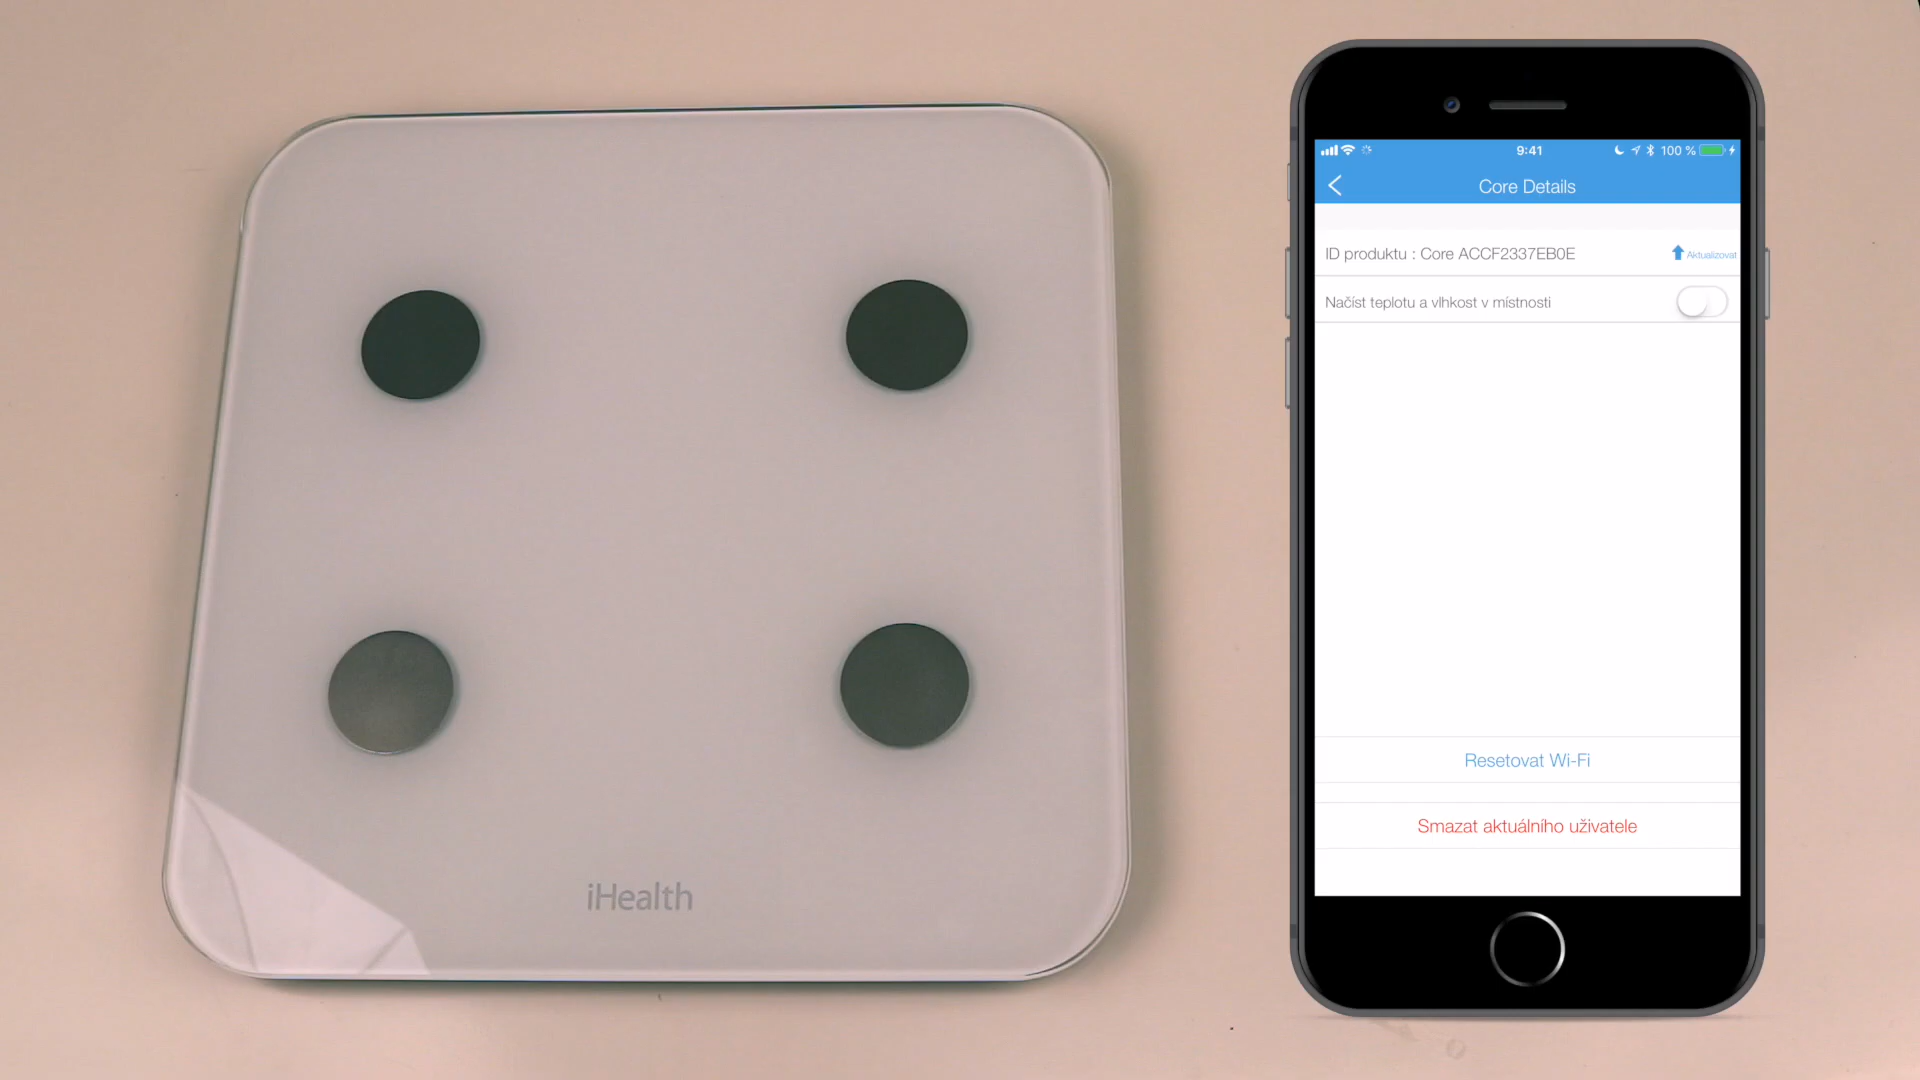 9:41
100 %
Core Details
ID produktu : Core ACCF2337EB0E
Aktualizovat
Načíst teplotu a vlhkost v místnosti
Resetovat Wi-Fi
Smazat aktuálního uživatele
iHealth